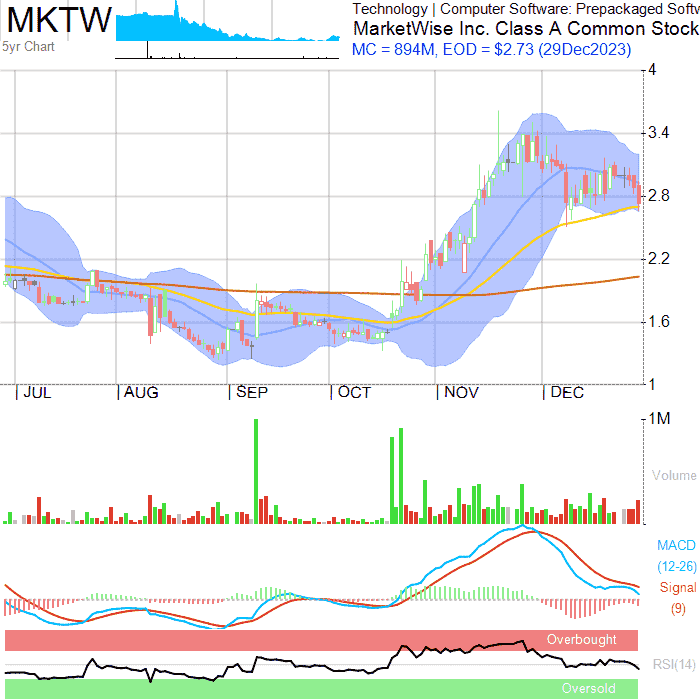 MKTW
5yr Chart
Technology | Computer Software: Prepackaged Softw
MarketWise Inc. Class A Common Stock
MC = 894M, EOD = $2.73 (29Dec2023)
4
3.4
2.8
2.2
1.6
1
JUL AUG SEP OCT NOV DEC
1M
Volume
MACD
(12-26)
Signal
(9)
Overbought
RSI(14)
Oversold